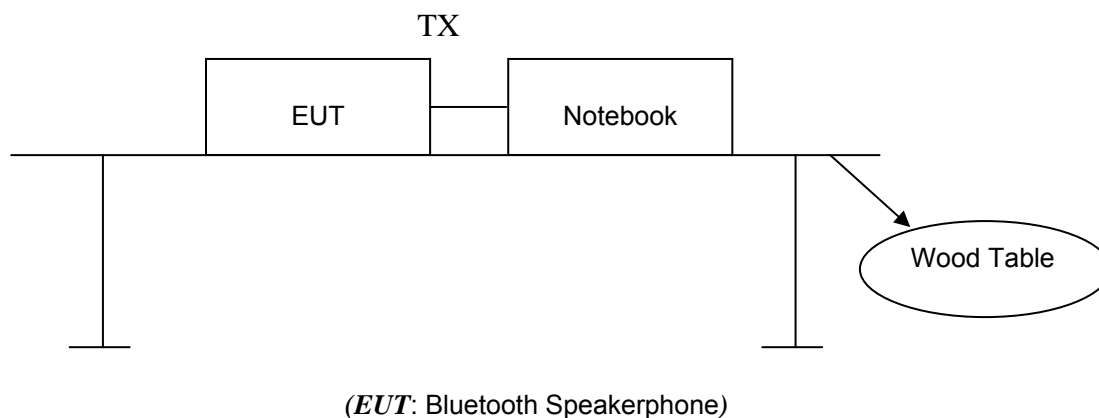 TX
EUT
Notebook
Wood Table
(EUT: Bluetooth Speakerphone)